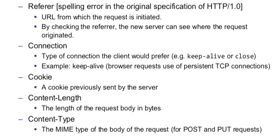 – Referer [spelling error in the original specification of HTTP/1.0]
• URL from which the request is initiated.
• By checking the referrer, the new server can see where the request
originated.
– Connection
• Type of connection the client would prefer (e.g. keep-alive or close)
• Example: keep-alive (browser requests use of persistent TCP connections)
– Cookie
• A cookie previously sent by the server
– Content-Length
• The length of the request body in bytes
– Content-Type
• The MIME type of the body of the request (for POST and PUT requests)